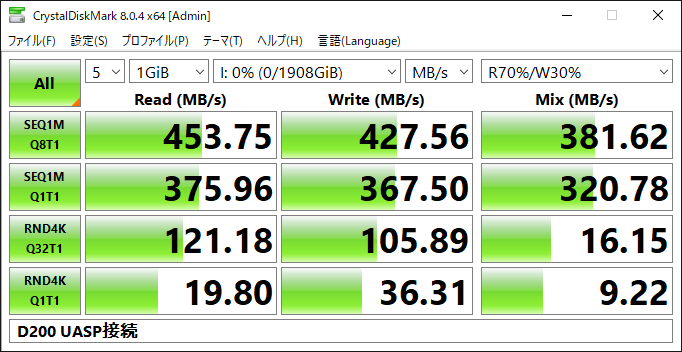 CrystalDiskMark 8.0.4 x64 [Admin]
ファイル(F) 設定(S) プロファイル(P) テーマ(T) ヘルプ(H) 言語(Language)
All 5 1GiB I: 0% (0/1908GiB) MB/s R70%/W30%
Read (MB/s) Write (MB/s) Mix (MB/s)
SEQ1M
Q8T1
453.75 427.56 381.62
SEQ1M
Q1T1
375.96 367.50 320.78
RND4K
Q32T1
121.18 105.89 16.15
RND4K
Q1T1
19.80 36.31 9.22
D200 UASP接続